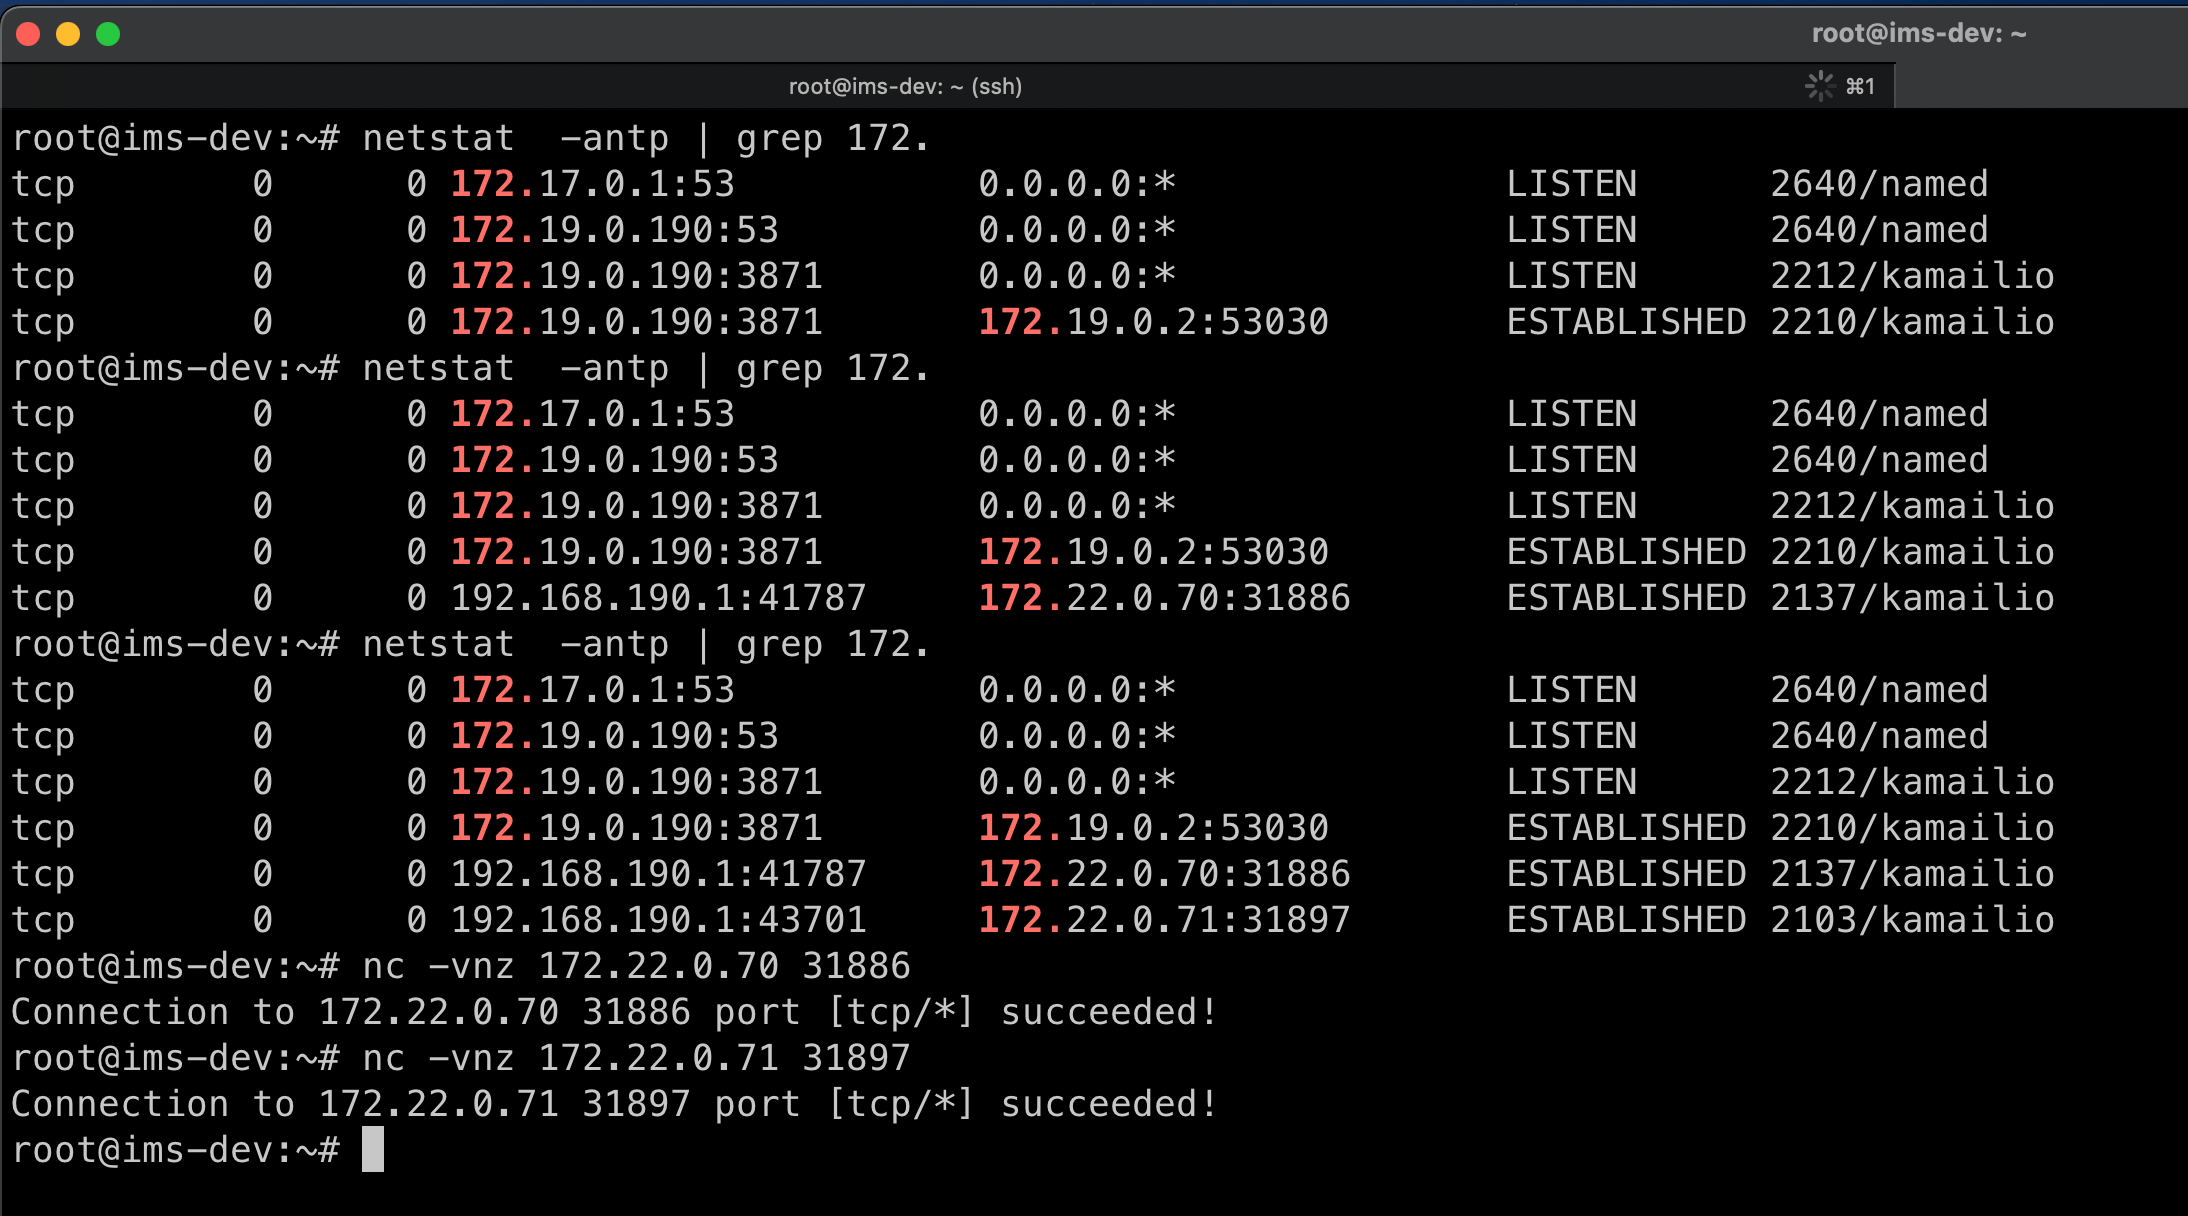 root@ims-dev: ~
root@ims-dev: ~ (ssh) ⌘1
root@ims-dev:~# netstat  -antp | grep 172.
tcp        0      0 172.17.0.1:53           0.0.0.0:*               LISTEN      2640/named
tcp        0      0 172.19.0.190:53         0.0.0.0:*               LISTEN      2640/named
tcp        0      0 172.19.0.190:3871       0.0.0.0:*               LISTEN      2212/kamailio
tcp        0      0 172.19.0.190:3871       172.19.0.2:53030        ESTABLISHED 2210/kamailio
root@ims-dev:~# netstat  -antp | grep 172.
tcp        0      0 172.17.0.1:53           0.0.0.0:*               LISTEN      2640/named
tcp        0      0 172.19.0.190:53         0.0.0.0:*               LISTEN      2640/named
tcp        0      0 172.19.0.190:3871       0.0.0.0:*               LISTEN      2212/kamailio
tcp        0      0 172.19.0.190:3871       172.19.0.2:53030        ESTABLISHED 2210/kamailio
tcp        0      0 192.168.190.1:41787     172.22.0.70:31886       ESTABLISHED 2137/kamailio
root@ims-dev:~# netstat  -antp | grep 172.
tcp        0      0 172.17.0.1:53           0.0.0.0:*               LISTEN      2640/named
tcp        0      0 172.19.0.190:53         0.0.0.0:*               LISTEN      2640/named
tcp        0      0 172.19.0.190:3871       0.0.0.0:*               LISTEN      2212/kamailio
tcp        0      0 172.19.0.190:3871       172.19.0.2:53030        ESTABLISHED 2210/kamailio
tcp        0      0 192.168.190.1:41787     172.22.0.70:31886       ESTABLISHED 2137/kamailio
tcp        0      0 192.168.190.1:43701     172.22.0.71:31897       ESTABLISHED 2103/kamailio
root@ims-dev:~# nc -vnz 172.22.0.70 31886
Connection to 172.22.0.70 31886 port [tcp/*] succeeded!
root@ims-dev:~# nc -vnz 172.22.0.71 31897
Connection to 172.22.0.71 31897 port [tcp/*] succeeded!
root@ims-dev:~#